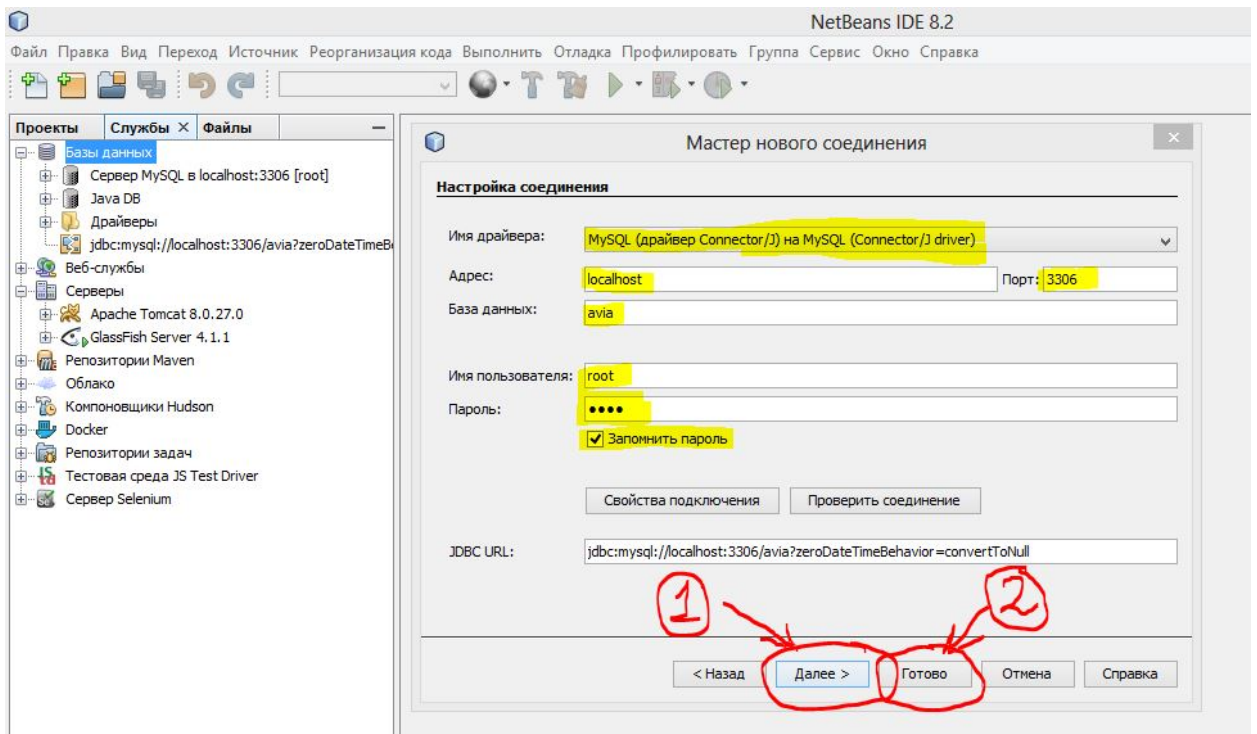 NetBeans IDE 8.2
Файл Правка Вид Переход Источник Реорганизация кода Выполнить Отладка Профилировать Группа Сервис Окно Справка
Проекты Службы Файлы
Базы данных
Сервер MySQL в localhost:3306 [root]
Java DB
Драйверы
jdbc:mysql://localhost:3306/avia?zeroDateTimeBe
Веб-службы
Серверы
Apache Tomcat 8.0.27.0
GlassFish Server 4.1.1
Репозитории Maven
Облако
Компоновщики Hudson
Docker
Репозитории задач
Тестовая среда JS Test Driver
Сервер Selenium
Мастер нового соединения
Настройка соединения
Имя драйвера: MySQL (драйвер Connector/J) на MySQL (Connector/J driver)
Адрес: localhost Порт: 3306
База данных: avia
Имя пользователя: root
Пароль: ••••
Запомнить пароль
Свойства подключения Проверить соединение
JDBC URL: jdbc:mysql://localhost:3306/avia?zeroDateTimeBehavior=convertToNull
1 2
< Назад Далее > Готово Отмена Справка